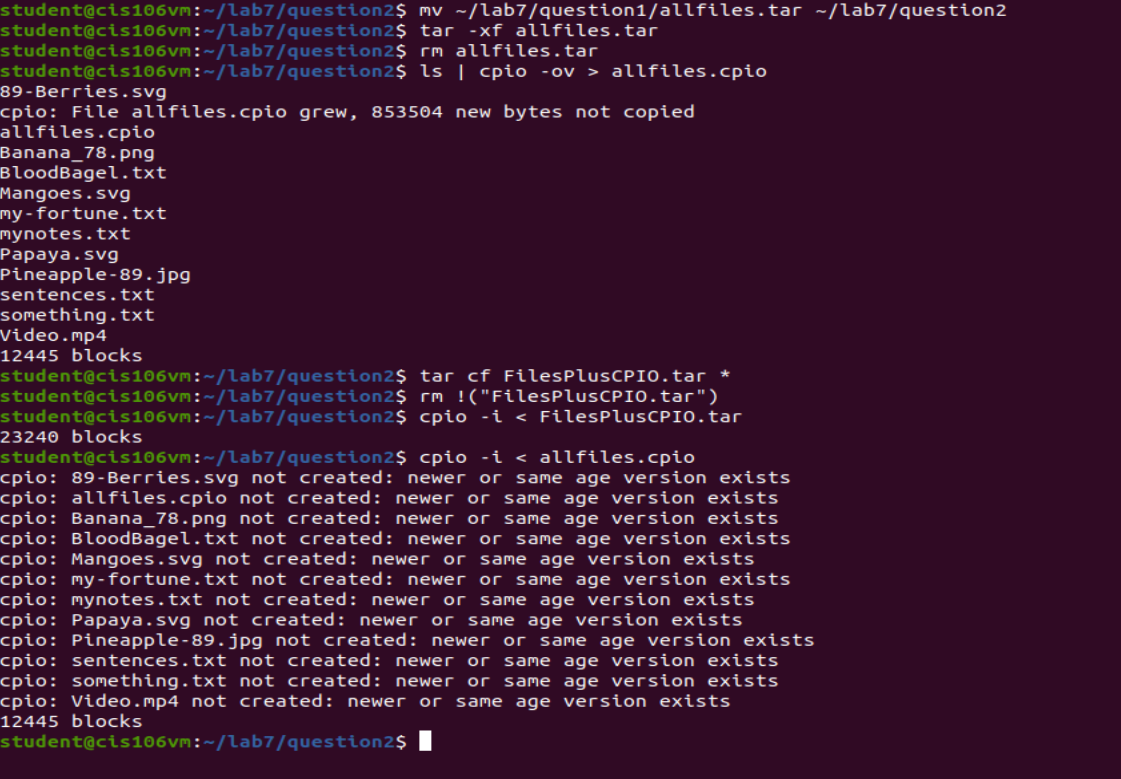 student@cis106vm:~/lab7/question2$ mv ~/lab7/question1/allfiles.tar ~/lab7/question2
student@cis106vm:~/lab7/question2$ tar -xf allfiles.tar
student@cis106vm:~/lab7/question2$ rm allfiles.tar
student@cis106vm:~/lab7/question2$ ls | cpio -ov > allfiles.cpio
89-Berries.svg
cpio: File allfiles.cpio grew, 853504 new bytes not copied
allfiles.cpio
Banana_78.png
BloodBagel.txt
Mangoes.svg
my-fortune.txt
mynotes.txt
Papaya.svg
Pineapple-89.jpg
sentences.txt
something.txt
Video.mp4
12445 blocks
student@cis106vm:~/lab7/question2$ tar cf FilesPlusCPIO.tar *
student@cis106vm:~/lab7/question2$ rm !("FilesPlusCPIO.tar")
student@cis106vm:~/lab7/question2$ cpio -i < FilesPlusCPIO.tar
23240 blocks
student@cis106vm:~/lab7/question2$ cpio -i < allfiles.cpio
cpio: 89-Berries.svg not created: newer or same age version exists
cpio: allfiles.cpio not created: newer or same age version exists
cpio: Banana_78.png not created: newer or same age version exists
cpio: BloodBagel.txt not created: newer or same age version exists
cpio: Mangoes.svg not created: newer or same age version exists
cpio: my-fortune.txt not created: newer or same age version exists
cpio: mynotes.txt not created: newer or same age version exists
cpio: Papaya.svg not created: newer or same age version exists
cpio: Pineapple-89.jpg not created: newer or same age version exists
cpio: sentences.txt not created: newer or same age version exists
cpio: something.txt not created: newer or same age version exists
cpio: Video.mp4 not created: newer or same age version exists
12445 blocks
student@cis106vm:~/lab7/question2$